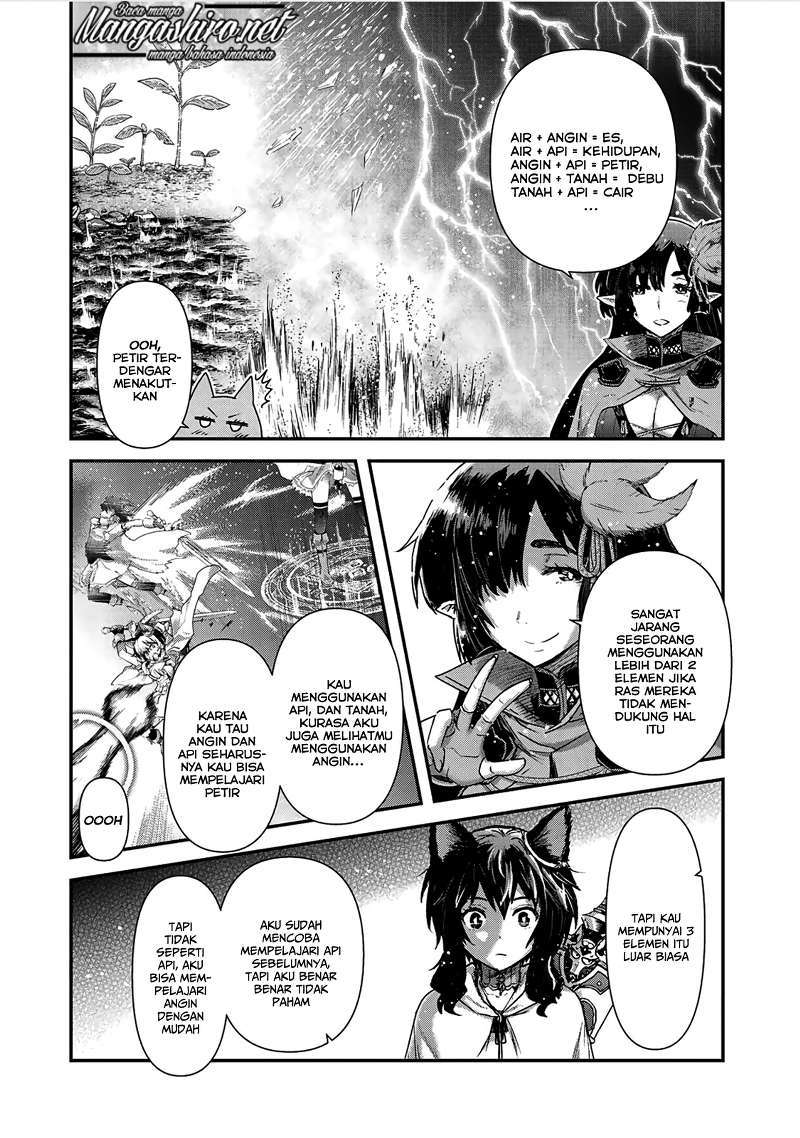 Baca manga
Mangashiro.net
manga bahasa indonesia
AIR + ANGIN = ES,
AIR + API = KEHIDUPAN,
ANGIN + API = PETIR,
ANGIN + TANAH = DEBU
TANAH + API = CAIR
...
OOH,
PETIR TER-
DENGAR
MENAKUT-
KAN
SANGAT
JARANG
SESEORANG
MENGGUNAKAN
LEBIH DARI 2
ELEMEN JIKA
RAS MEREKA
TIDAK MEN-
DUKUNG HAL
ITU
KAU
MENGGUNAKAN
API, DAN TANAH,
KURASA AKU
JUGA MELIHATMU
MENGGUNAKAN
ANGIN...
KARENA
KAU TAU
ANGIN DAN
API SEHARUS-
NYA KAU BISA
MEMPELAJARI
PETIR
OOOH
TAPI KAU
MEMPUNYAI 3
ELEMEN ITU
LUAR BIASA
AKU SUDAH
MENCOBA
MEMPELAJARI API
SEBELUMNYA,
TAPI AKU BENAR
BENAR TIDAK
PAHAM
TAPI
TIDAK
SEPERTI
API, AKU
BISA MEM-
PELAJARI
ANGIN
DENGAN
MUDAH